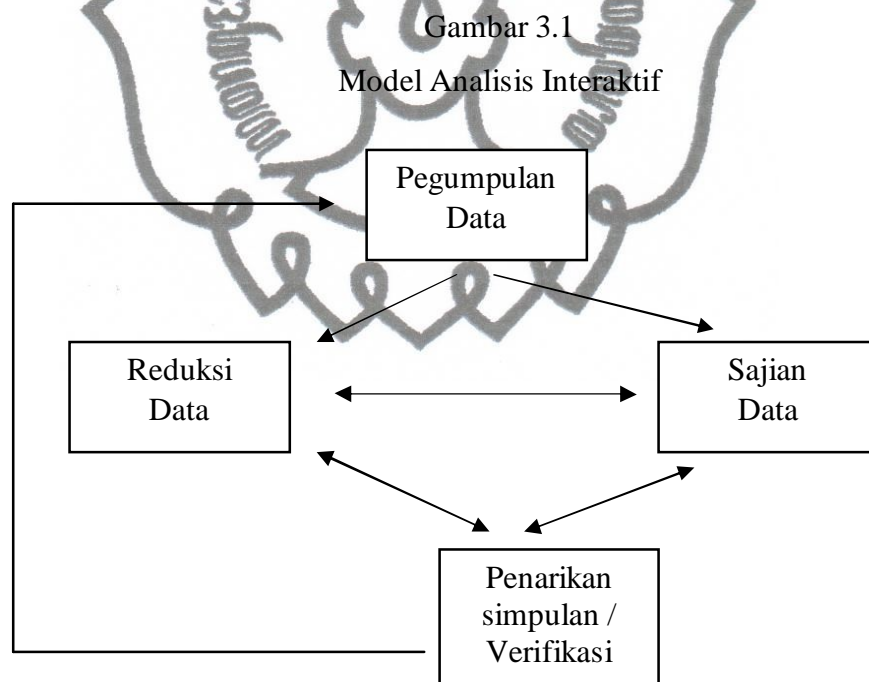 Gambar 3.1
Model Analisis Interaktif
Pegumpulan
Data
Reduksi
Data
Sajian
Data
Penarikan
simpulan /
Verifikasi